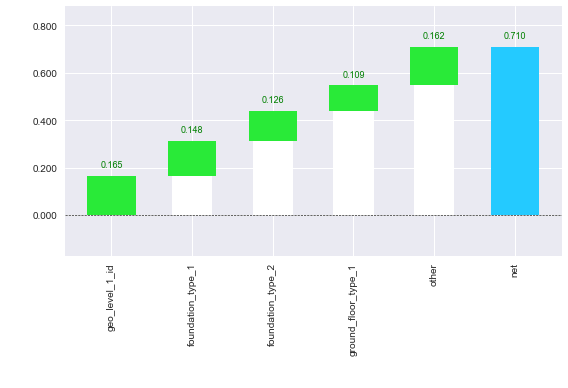 0.800
0.600
0.400
0.200
0.000
0.165
0.148
0.126
0.109
0.162
0.710
geo_level_1_id
foundation_type_1
foundation_type_2
ground_floor_type_1
other
net